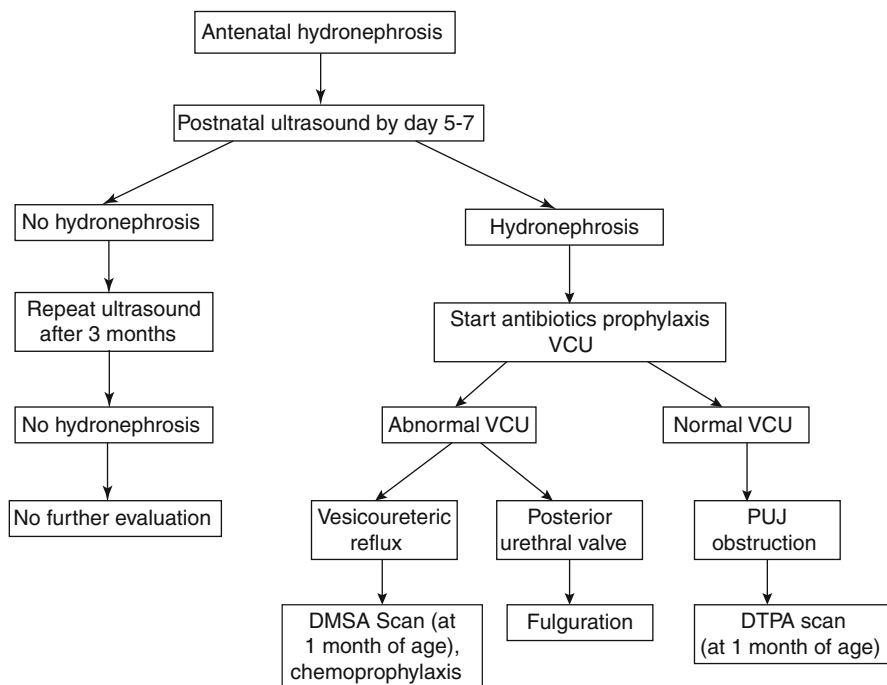 Antenatal hydronephrosis
Postnatal ultrasound by day 5-7
No hydronephrosis
Hydronephrosis
Repeat ultrasound
after 3 months
Start antibiotics prophylaxis
VCU
No hydronephrosis
Abnormal VCU
Normal VCU
No further evaluation
Vesicoureteric
reflux
Posterior
urethral valve
PUJ
obstruction
DMSA Scan (at
1 month of age),
chemoprophylaxis
Fulguration
DTPA scan
(at 1 month of age)